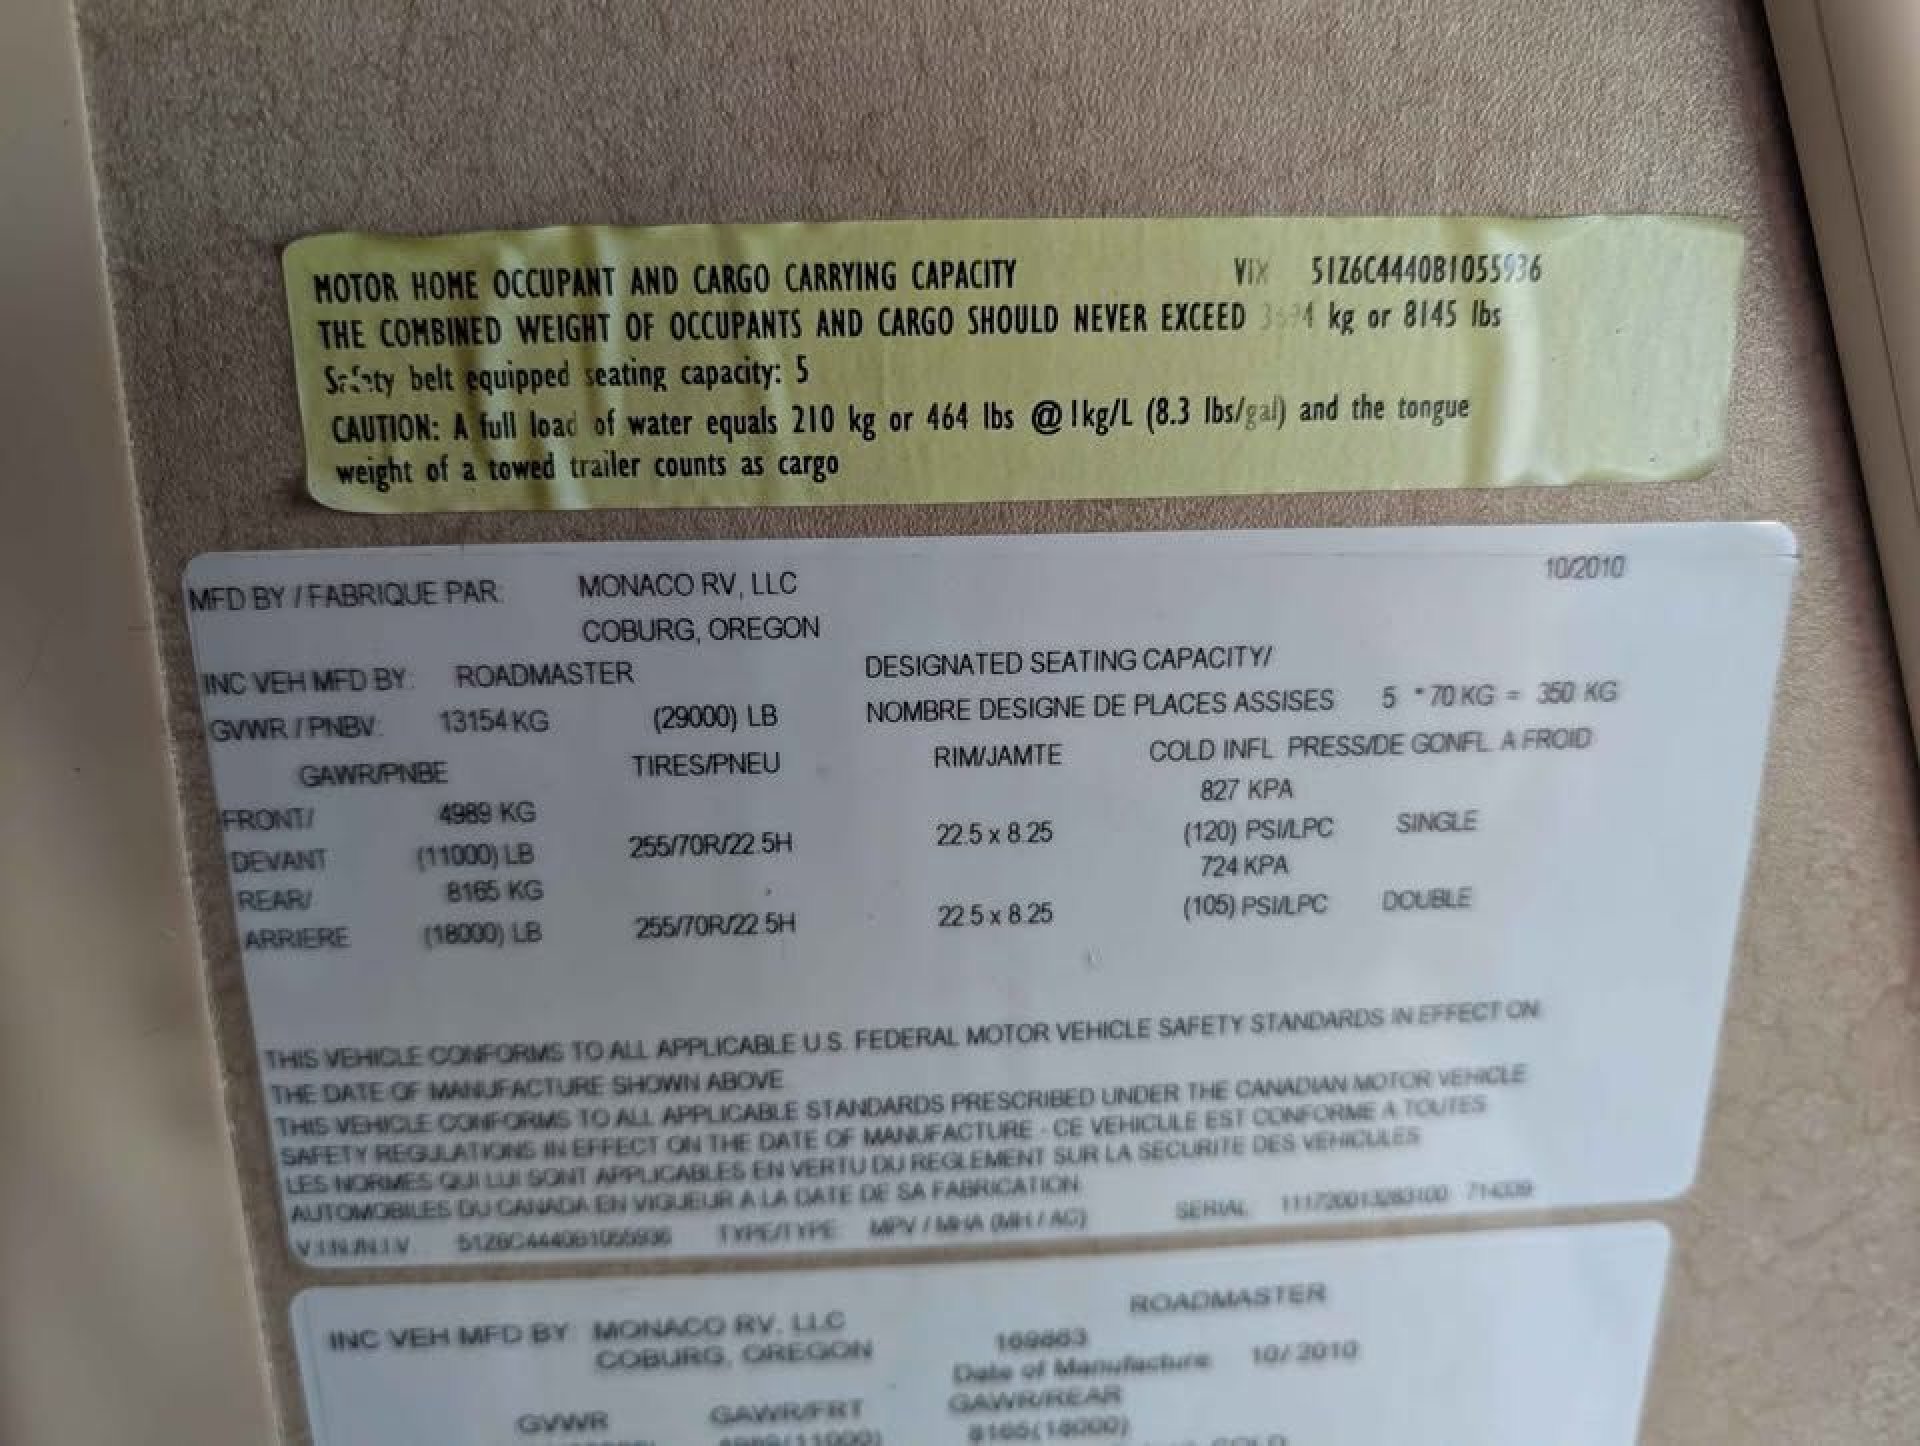 MOTOR HOME OCCUPANT AND CARGO CARRYING CAPACITY 51Z6C4440B1055936
THE COMBINED WEIGHT OF OCCUPANTS AND CARGO SHOULD NEVER EXCEED kg or 8145 lbs
Safety belt equipped seating capacity: 5
CAUTION: A full load of water equals 210 kg or 464 lbs @ 1kg/L (8.3 lbs/gal) and the tongue
weight of a towed trailer counts as cargo
10/2010
MFD BY / FABRIQUE PAR: MONACO RV, LLC
COBURG, OREGON
INC VEH MFD BY: ROADMASTER DESIGNATED SEATING CAPACITY/
GVWR / PNBV: 13154 KG (29000) LB NOMBRE DESIGNE DE PLACES ASSISES 5 * 70 KG = 350 KG
GAWR/PNBE TIRES/PNEU RIM/JAMTE COLD INFL PRESS/DE GONFL A FROID
827 KPA
FRONT/ 4989 KG
DEVANT (11000) LB 255/70R/22.5H 22.5 x 8.25 (120) PSI/LPC SINGLE
724 KPA
REAR/ 8165 KG
ARRIERE (18000) LB 255/70R/22.5H 22.5 x 8.25 (105) PSI/LPC DOUBLE
THIS VEHICLE CONFORMS TO ALL APPLICABLE U.S. FEDERAL MOTOR VEHICLE SAFETY STANDARDS IN EFFECT ON
THE DATE OF MANUFACTURE SHOWN ABOVE
THIS VEHICLE CONFORMS TO ALL APPLICABLE STANDARDS PRESCRIBED UNDER THE CANADIAN MOTOR VEHICLE
SAFETY REGULATIONS IN EFFECT ON THE DATE OF MANUFACTURE - CE VEHICULE EST CONFORME A TOUTES
LES NORMES QUI LUI SONT APPLICABLES EN VERTU DU REGLEMENT SUR LA SECURITE DES VEHICULES
AUTOMOBILES DU CANADA EN VIGUEUR A LA DATE DE SA FABRICATION
V.I.N./N.I.V. 51Z6C4440B1055936 TYPE/TYPE MPV / MHA (MH / AC) SERIAL
ROADMASTER
INC VEH MFD BY MONACO RV, LLC
COBURG, OREGON Date of Manufacture 10/ 2010
GVWR GAWR/FRT GAWR/REAR
8165(18000)